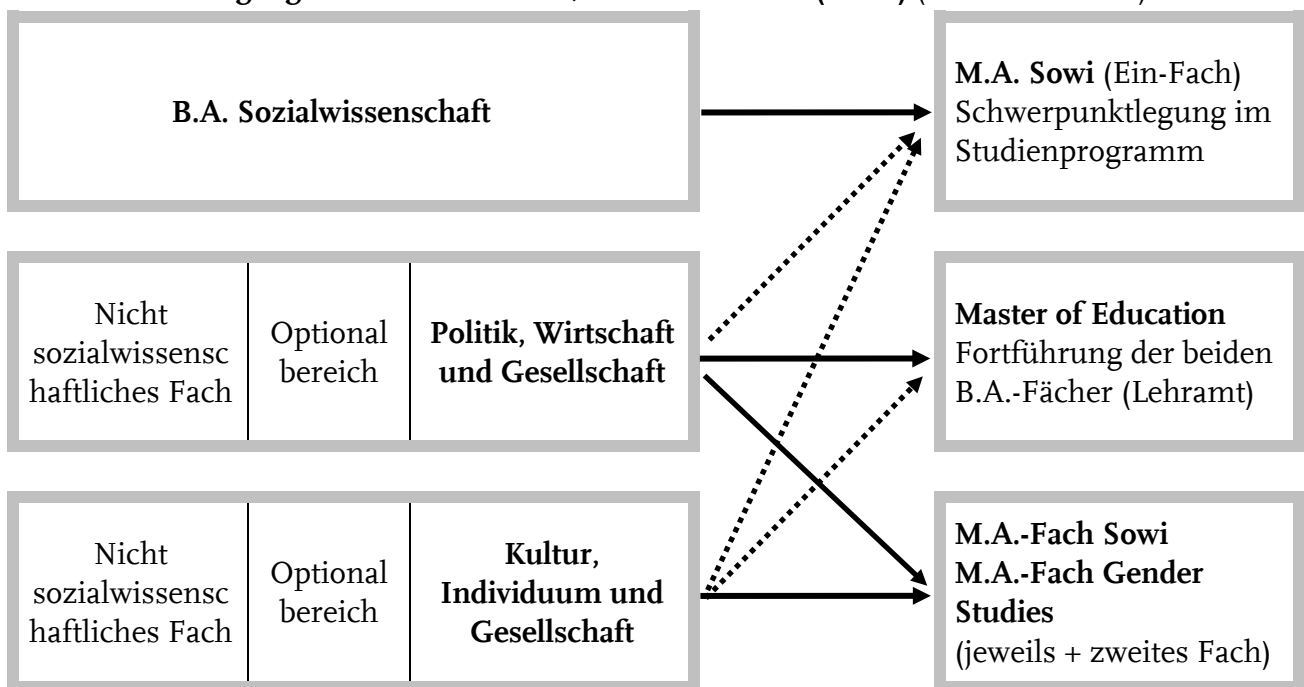 B.A. Sozialwissenschaft
M.A. Sowi (Ein-Fach)
Schwerpunktlegung im
Studienprogramm
Nicht
sozialwissensc
haftliches Fach
Optional
bereich
Politik, Wirtschaft
und Gesellschaft
Master of Education
Fortführung der beiden
B.A.-Fächer (Lehramt)
Nicht
sozialwissensc
haftliches Fach
Optional
bereich
Kultur,
Individuum und
Gesellschaft
M.A.-Fach Sowi
M.A.-Fach Gender
Studies
(jeweils + zweites Fach)